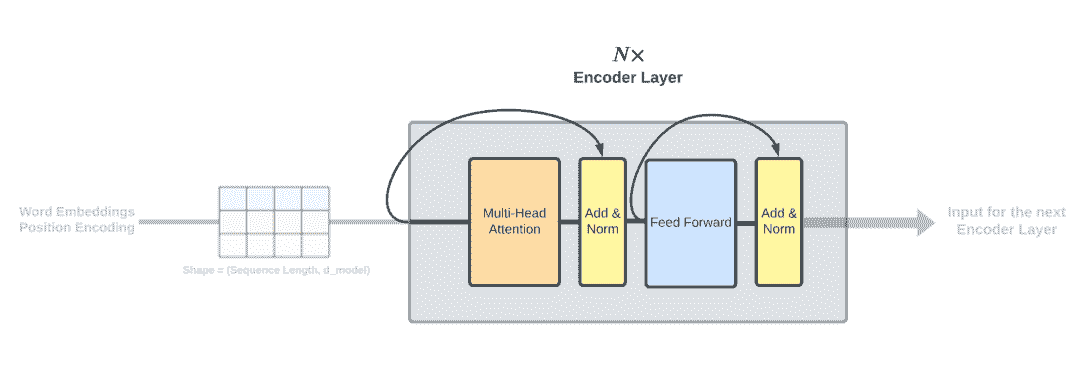 N×
Encoder Layer
Word Embeddings
Position Encoding
Shape = (Sequence Length, d_model)
Multi-Head
Attention
Add &
Norm
Feed Forward
Add &
Norm
Input for the next
Encoder Layer